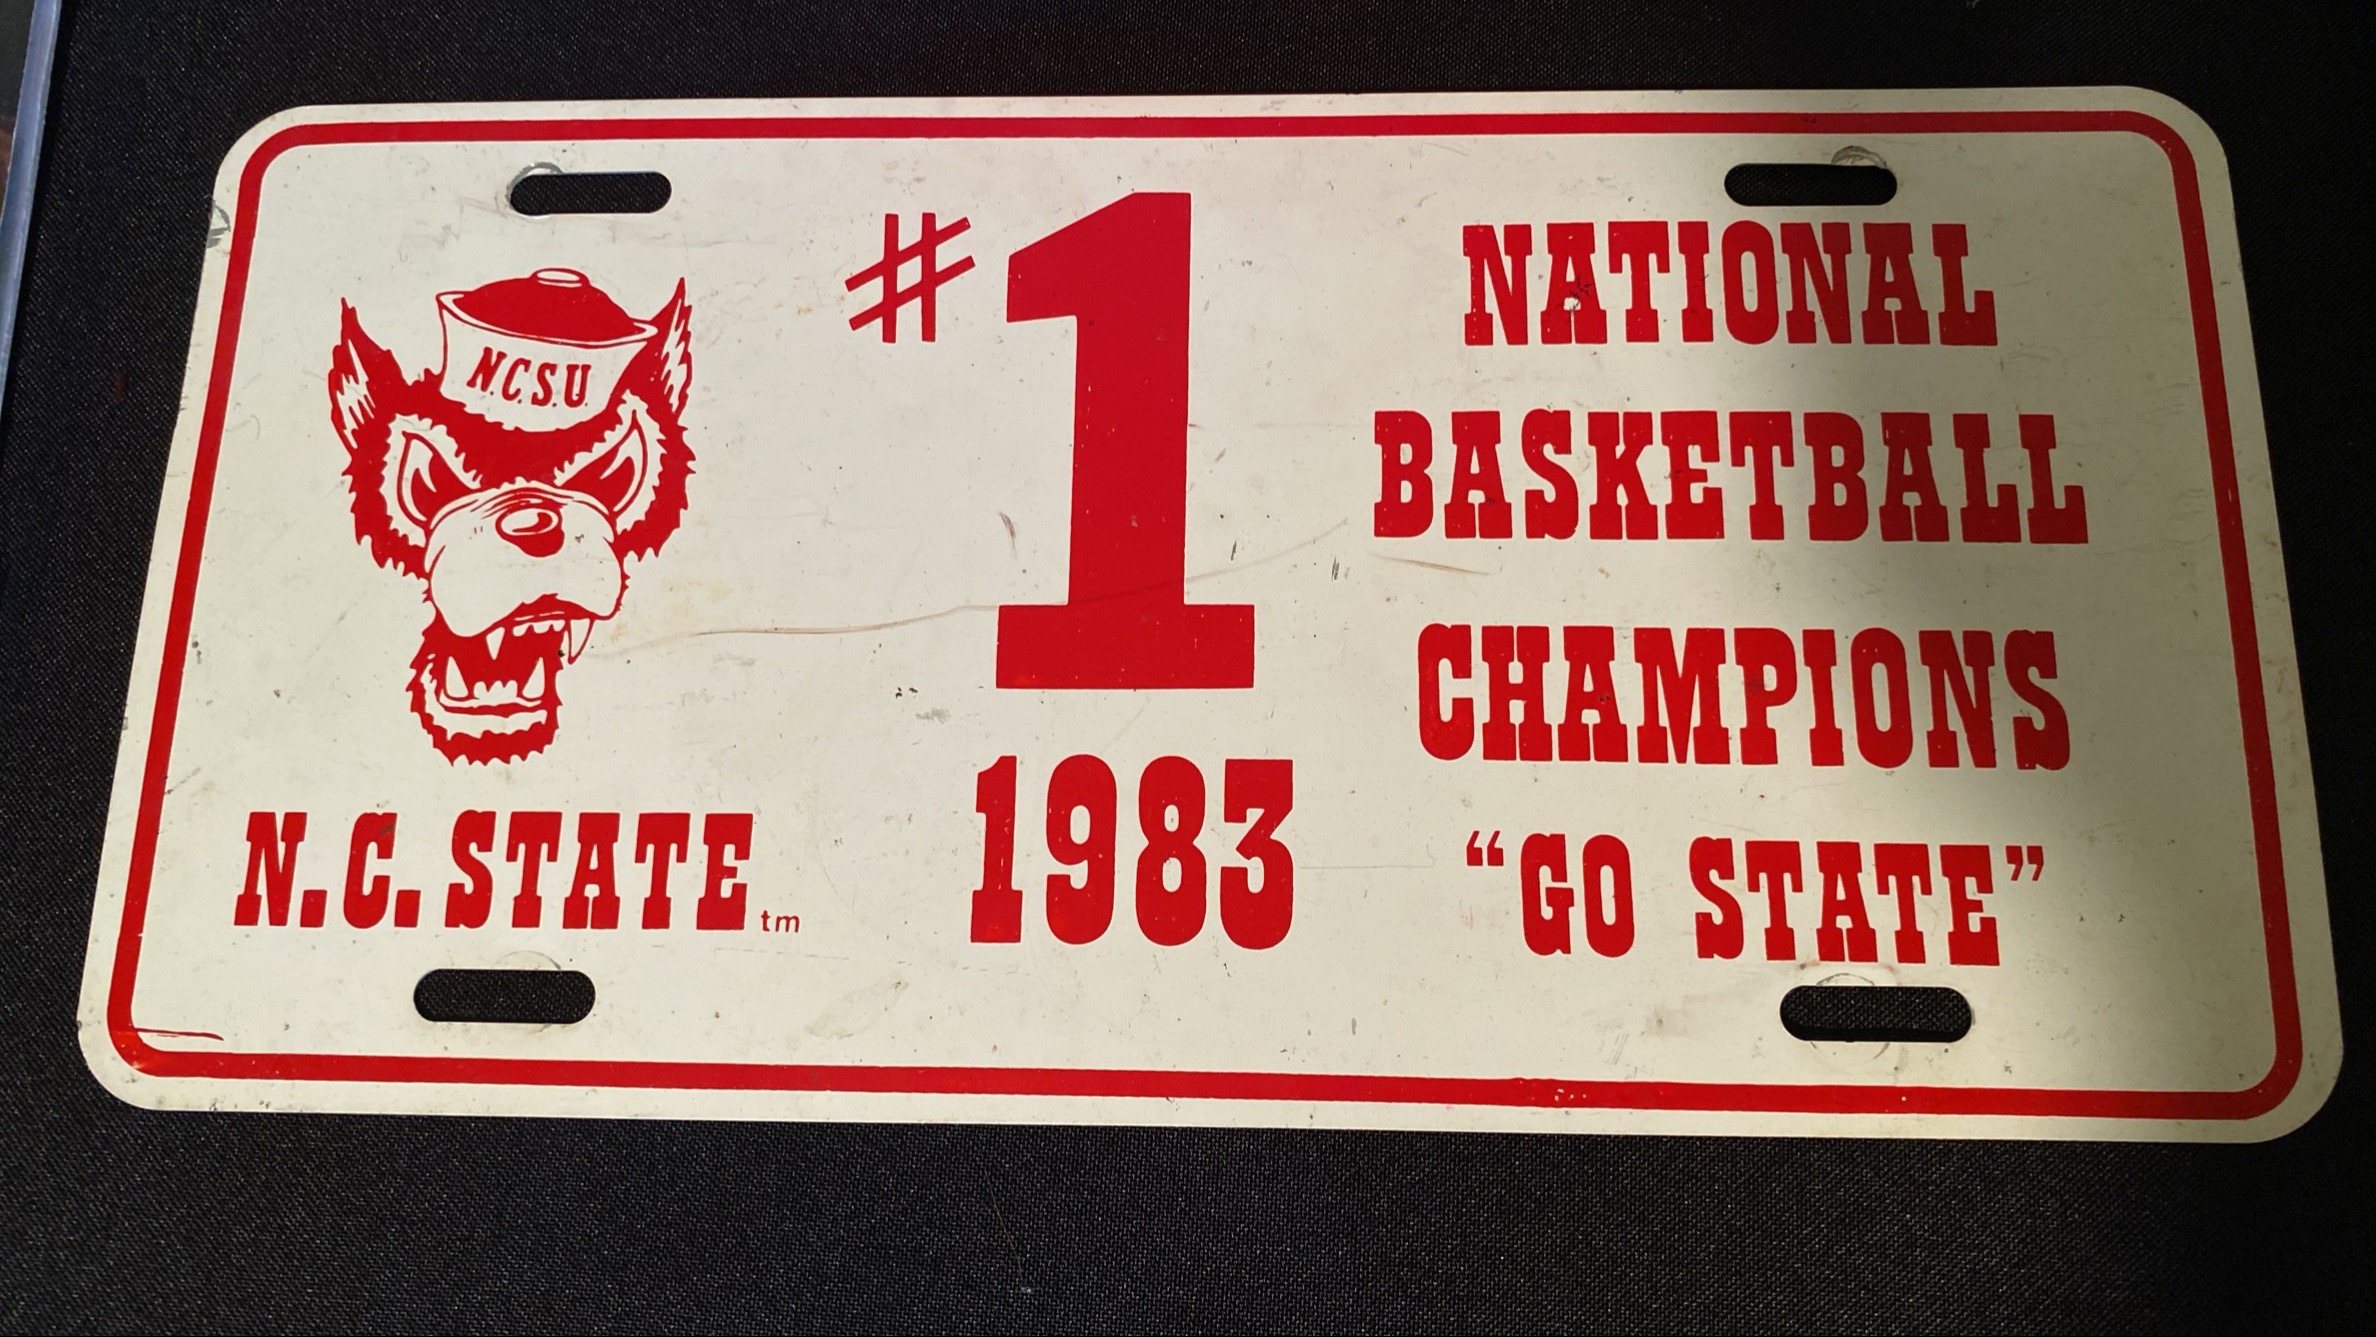 N.C.S.U.
N.C. STATE tm
#1
1983
NATIONAL
BASKETBALL
CHAMPIONS
“GO STATE”